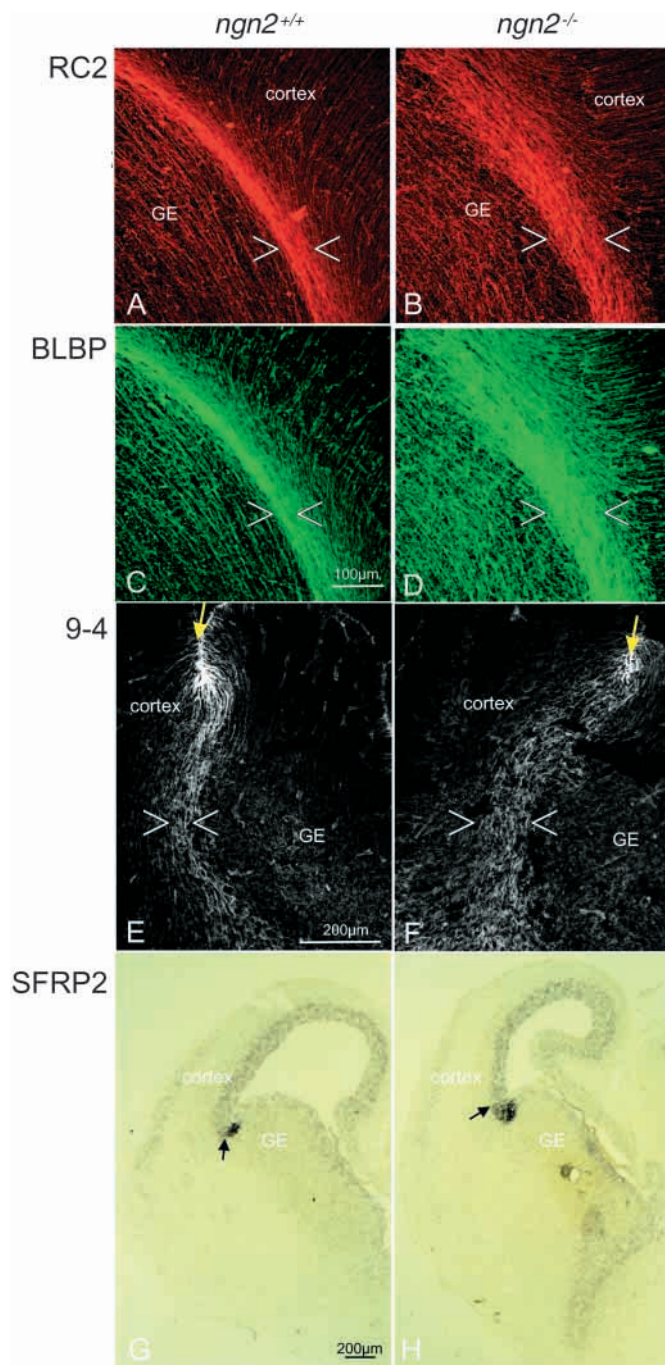 ngn2+/+ ngn2-/-
RC2
cortex cortex
GE GE
A B
BLBP
C 100µm D
9-4
cortex cortex
GE GE
E 200µm F
SFRP2
cortex cortex
GE GE
G 200µm H